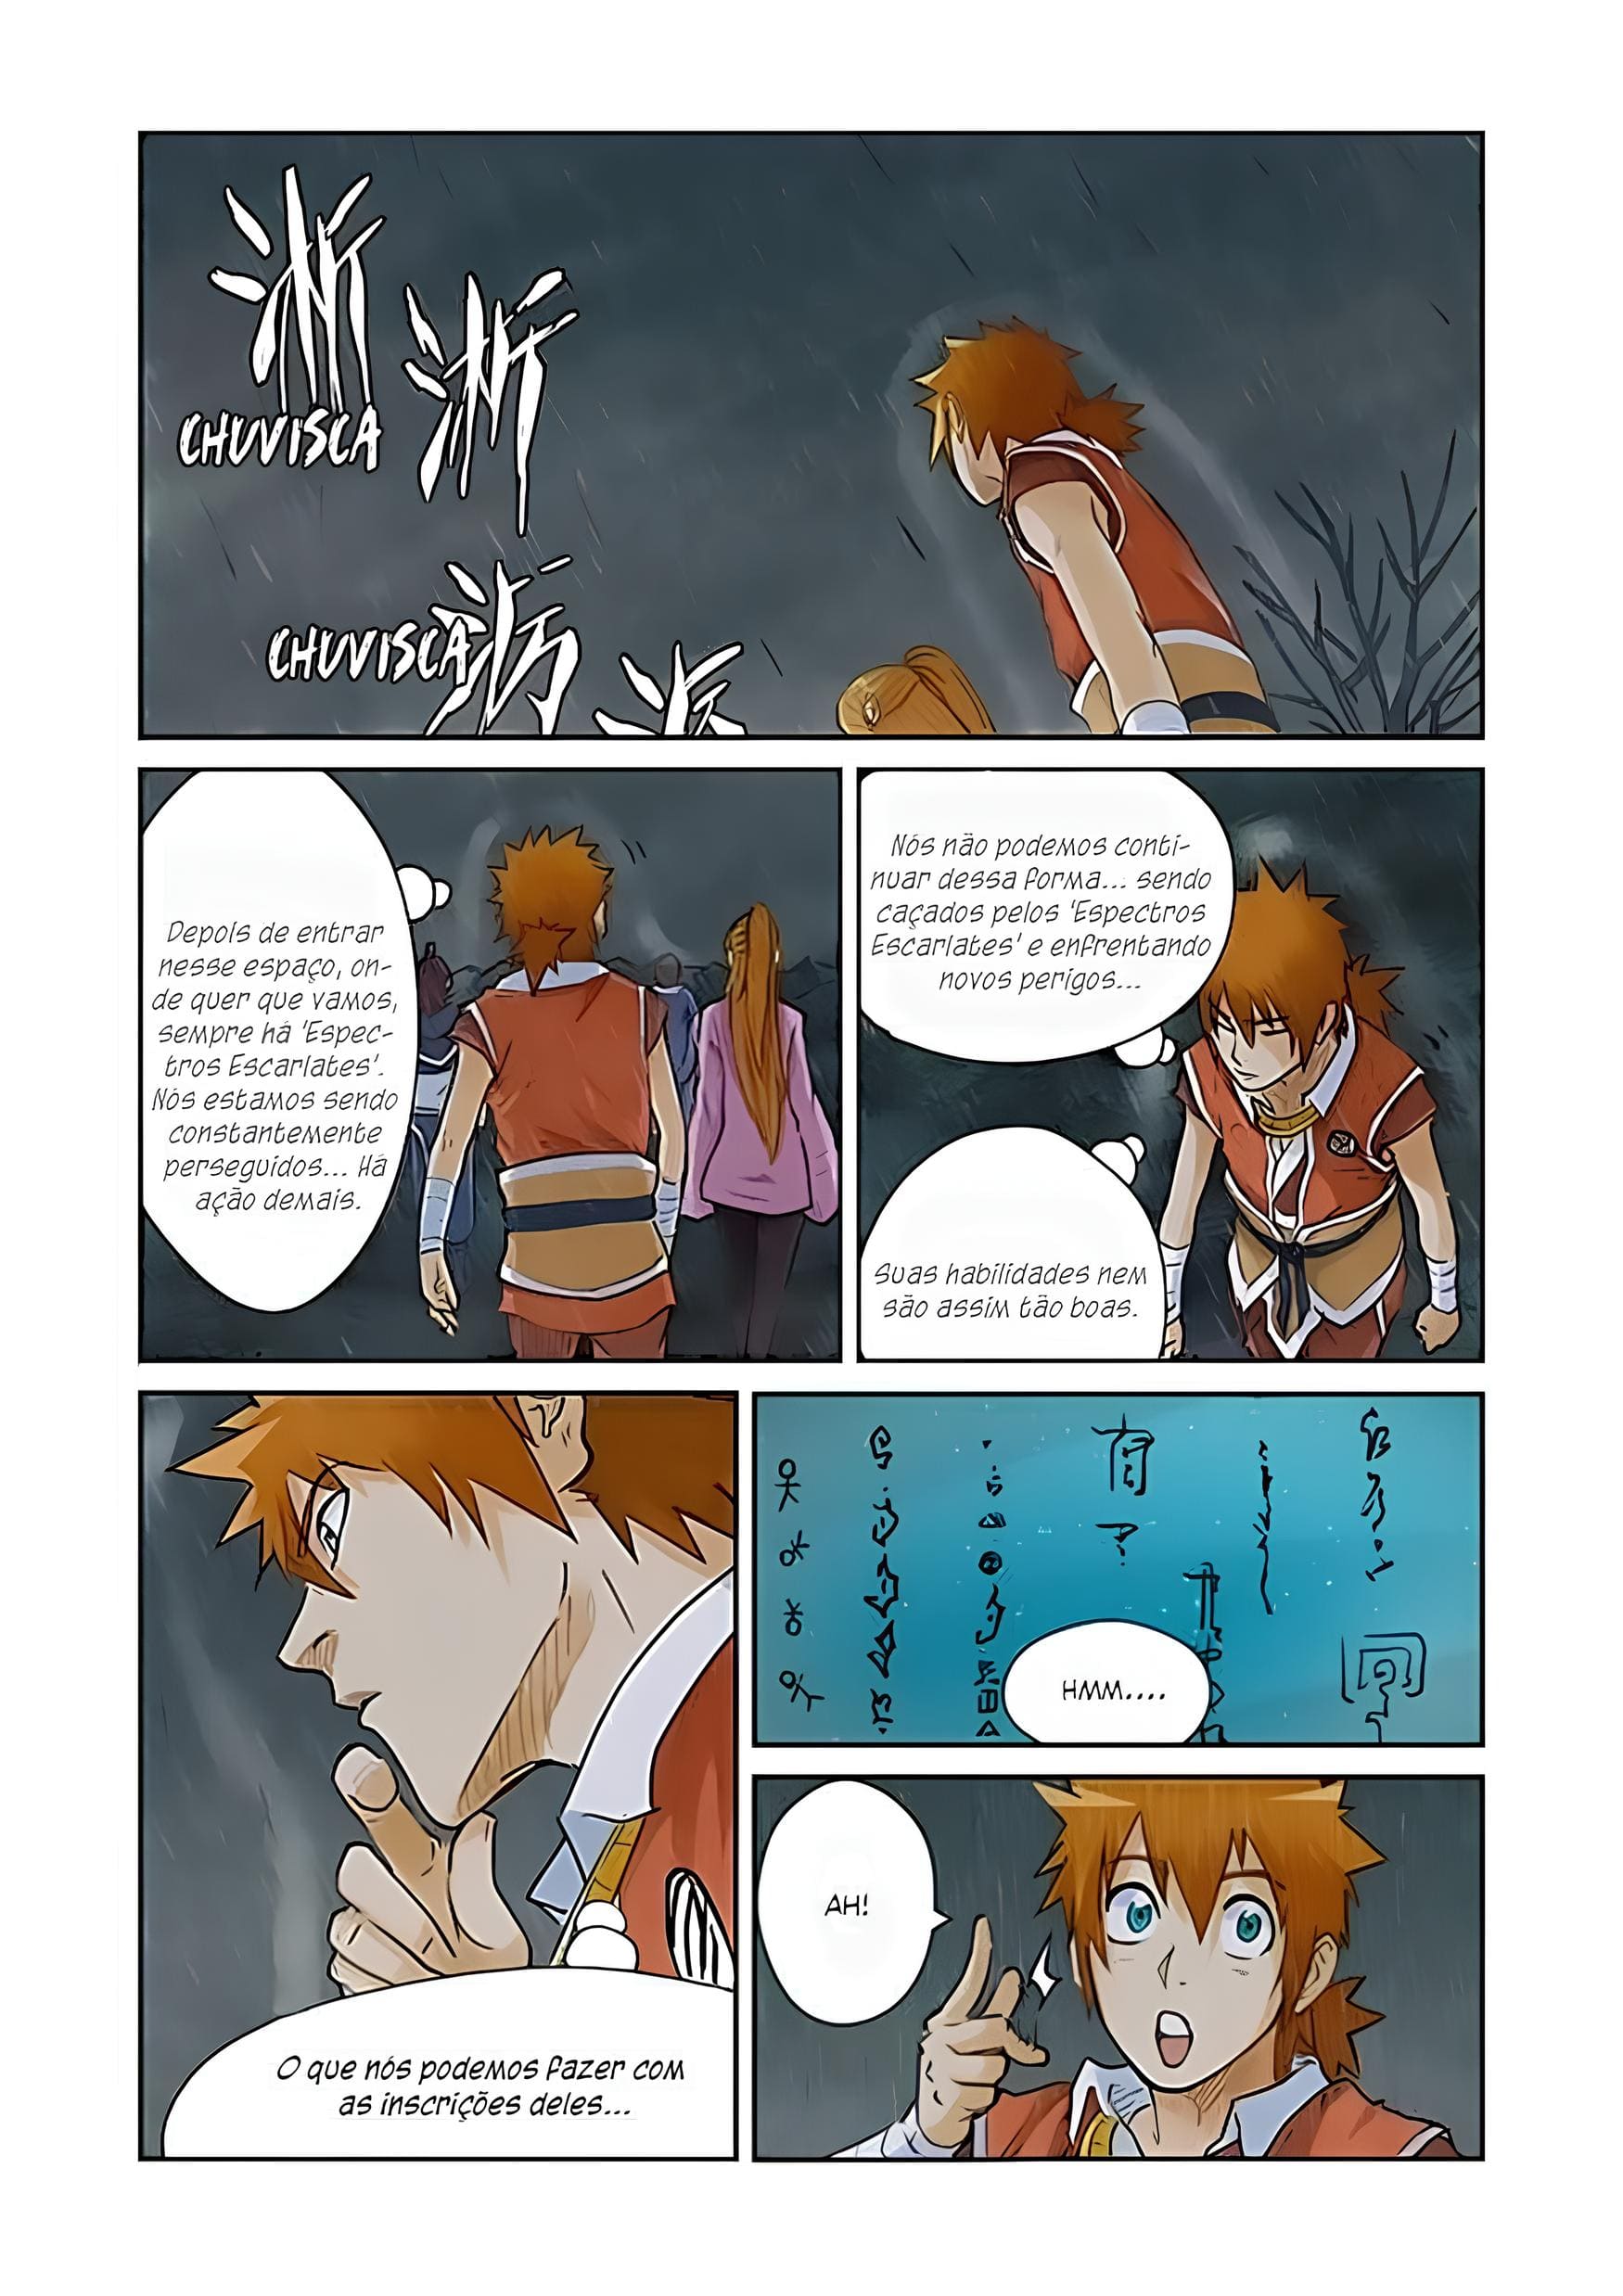 淅
淅
CHUVISCA
CHUVISCA
沥
Depois de entrar
nesse espaço, on-
de quer que vamos,
sempre há 'Espec-
tros Escarlates'.
Nós estamos sendo
constantemente
perseguidos... Há
ação demais.
Nós não podemos conti-
nuar dessa forma... sendo
caçados pelos 'Espectros
Escarlates' e enfrentando
novos perigos...
Suas habilidades nem
são assim tão boas.
O que nós podemos fazer com
as inscrições deles...
HMM....
AH!